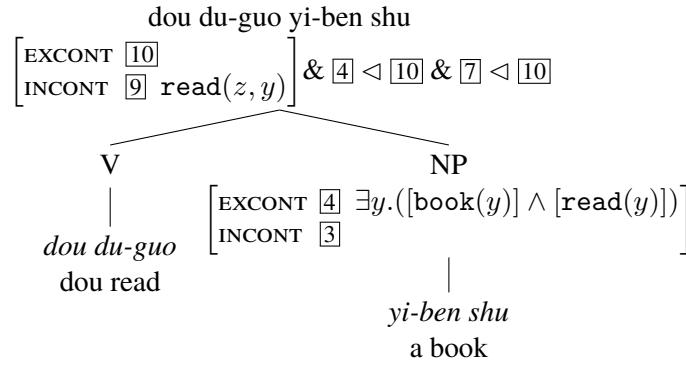 dou du-guo yi-ben shu
EXCONT 10
INCONT 9 read(z, y)
& 4 ◁ 10 & 7 ◁ 10
V NP
EXCONT 4 ∃y.([book(y)] ∧ [read(y)])
INCONT 3
dou du-guo
dou read
yi-ben shu
a book